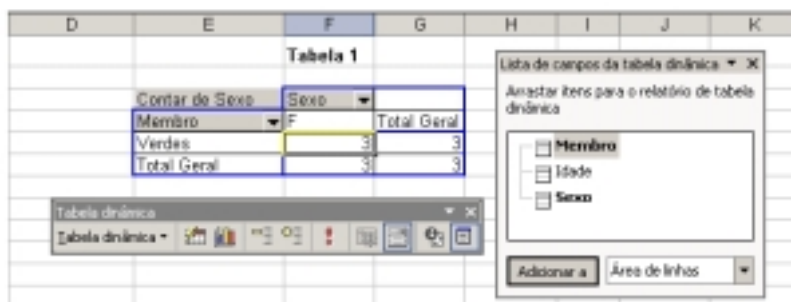 D E F G H I J K
Tabela 1
Contar de Sexo Sexo
Membro F Total Geral
Verdes 3 3
Total Geral 3 3
Tabela dinâmica
Tabela dinâmica
Lista de campos da tabela dinâmica
Arrastar itens para o relatório de tabela
dinâmica
Membro
Idade
Sexo
Adicionar a Área de linhas